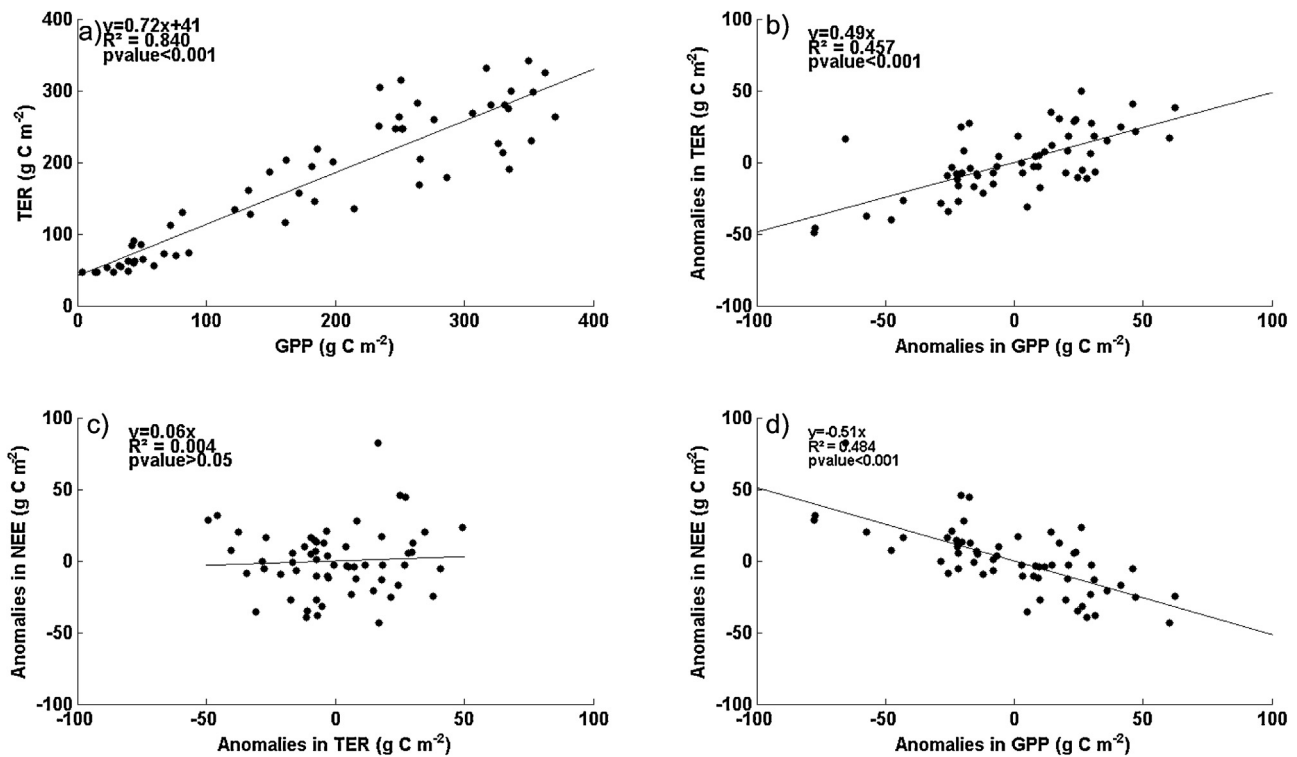 a)
y=0.72x+41
R² = 0.840
pvalue<0.001
400
300
200
100
0
0 100 200 300 400
TER (g C m⁻²)
GPP (g C m⁻²)
b)
y=0.49x
R² = 0.457
pvalue<0.001
100
50
0
-50
-100
-100 -50 0 50 100
Anomalies in TER (g C m⁻²)
Anomalies in GPP (g C m⁻²)
c)
y=0.06x
R² = 0.004
pvalue>0.05
100
50
0
-50
-100
-100 -50 0 50 100
Anomalies in NEE (g C m⁻²)
Anomalies in TER (g C m⁻²)
d)
y=-0.51x
R² = 0.484
pvalue<0.001
100
50
0
-50
-100
-100 -50 0 50 100
Anomalies in NEE (g C m⁻²)
Anomalies in GPP (g C m⁻²)